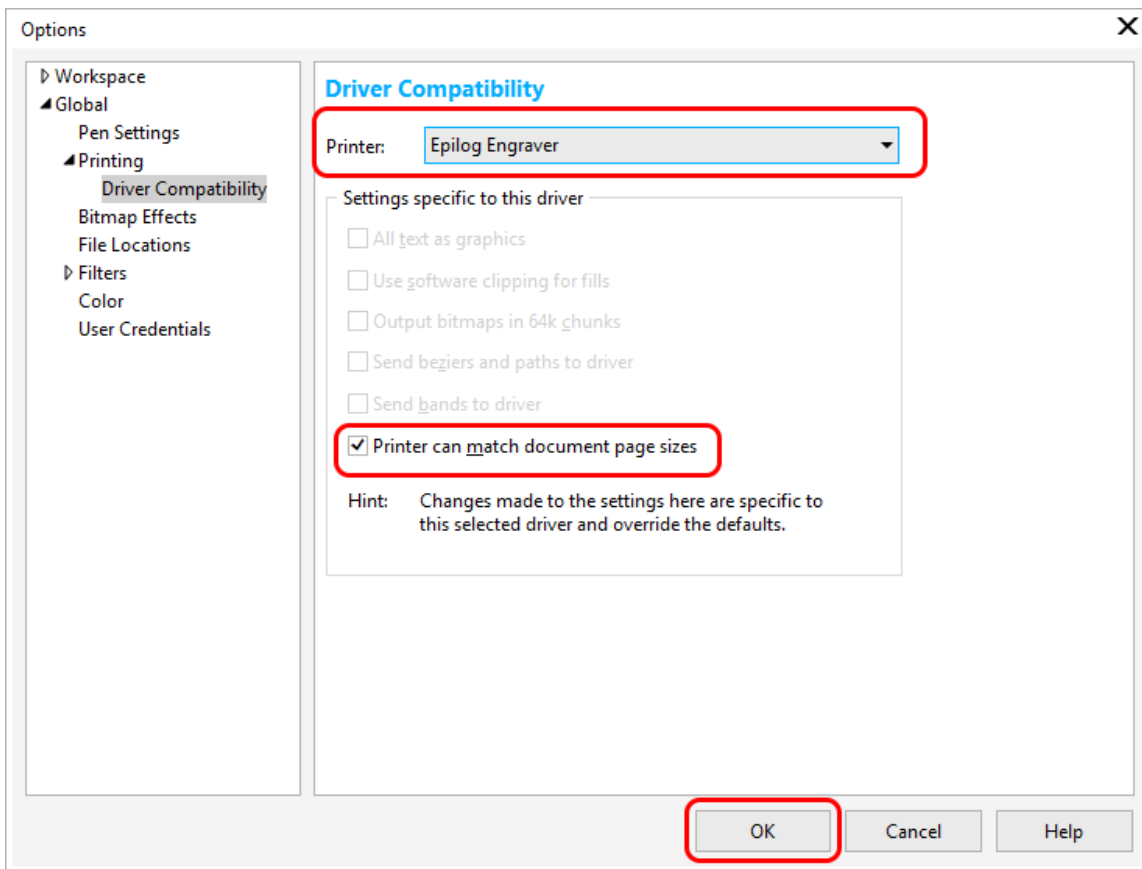 Options
Workspace
Global
Pen Settings
Printing
Driver Compatibility
Bitmap Effects
File Locations
Filters
Color
User Credentials
Driver Compatibility
Printer: Epilog Engraver
Settings specific to this driver
All text as graphics
Use software clipping for fills
Output bitmaps in 64k chunks
Send beziers and paths to driver
Send bands to driver
Printer can match document page sizes
Hint: Changes made to the settings here are specific to
this selected driver and override the defaults.
OK Cancel Help